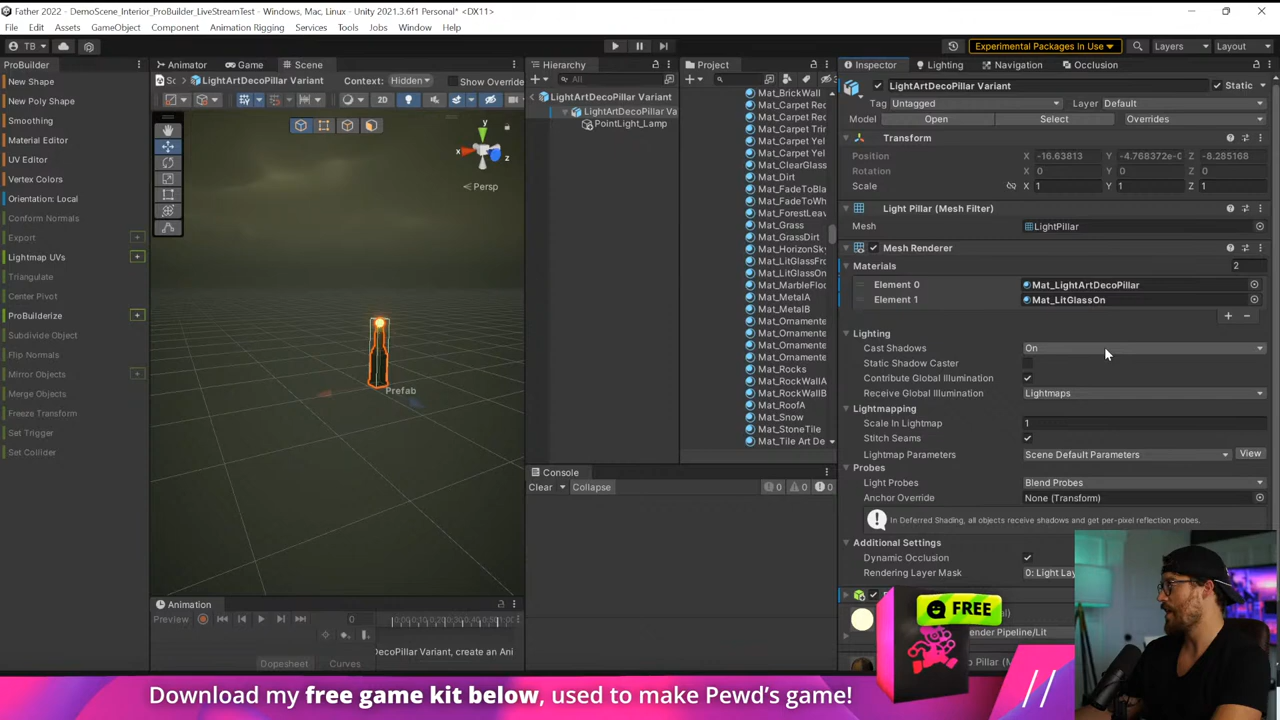 Father 2022 - DemoScene_Interior_ProBuilder_LiveStreamTest - Windows, Mac, Linux - Unity 2021.3.6f1 Personal* <DX11>
File Edit Assets GameObject Component Animation Rigging Services Tools Jobs Window Help
TB Experimental Packages In Use Layers Layout
ProBuilder
New Shape
New Poly Shape
Smoothing
Material Editor
UV Editor
Vertex Colors
Orientation: Local
Conform Normals
Export
Lightmap UVs
Triangulate
Center Pivot
ProBuilderize
Subdivide Object
Flip Normals
Mirror Objects
Merge Objects
Freeze Transform
Set Trigger
Set Collider
Animator Game Scene
Sc LightArtDecoPillar Variant Context: Hidden Show Override
2D
y
x
z
Persp
Prefab
Animation
Preview 0
DecoPillar Variant, create an Ani
Dopesheet Curves
Hierarchy
All
LightArtDecoPillar Variant
LightArtDecoPillar Va
PointLight_Lamp
Project
Mat_BrickWall
Mat_Carpet Rec
Mat_Carpet Rec
Mat_Carpet Trin
Mat_Carpet Yel
Mat_Carpet Yel
Mat_ClearGlass
Mat_Dirt
Mat_FadeToBla
Mat_FadeToWh
Mat_ForestLeav
Mat_Grass
Mat_GrassDirt
Mat_HorizonSky
Mat_LitGlassFro
Mat_LitGlassOn
Mat_MarbleFloo
Mat_MetalA
Mat_MetalB
Mat_Ornamente
Mat_Ornamente
Mat_Ornamente
Mat_Ornamente
Mat_Rocks
Mat_RockWallA
Mat_RockWallB
Mat_RoofA
Mat_Snow
Mat_StoneTile
Mat_Tile Art De
Console
Clear Collapse 0 0 0
Inspector Lighting Navigation Occlusion
LightArtDecoPillar Variant Static
Tag Untagged Layer Default
Model Open Select Overrides
Transform
Position X -16.63813 Y -4.768372e-0 Z -8.285168
Rotation X 0 Y 0 Z 0
Scale X 1 Y 1 Z 1
Light Pillar (Mesh Filter)
Mesh LightPillar
Mesh Renderer
Materials 2
Element 0 Mat_LightArtDecoPillar
Element 1 Mat_LitGlassOn
+ -
Lighting
Cast Shadows On
Static Shadow Caster
Contribute Global Illumination
Receive Global Illumination Lightmaps
Lightmapping
Scale In Lightmap 1
Stitch Seams
Lightmap Parameters Scene Default Parameters View
Probes
Light Probes Blend Probes
Anchor Override None (Transform)
In Deferred Shading, all objects receive shadows and get per-pixel reflection probes.
Additional Settings
Dynamic Occlusion
Rendering Layer Mask 0: Light Lay
FREE
ender Pipeline/Lit
Download my free game kit below, used to make Pewd's game! //